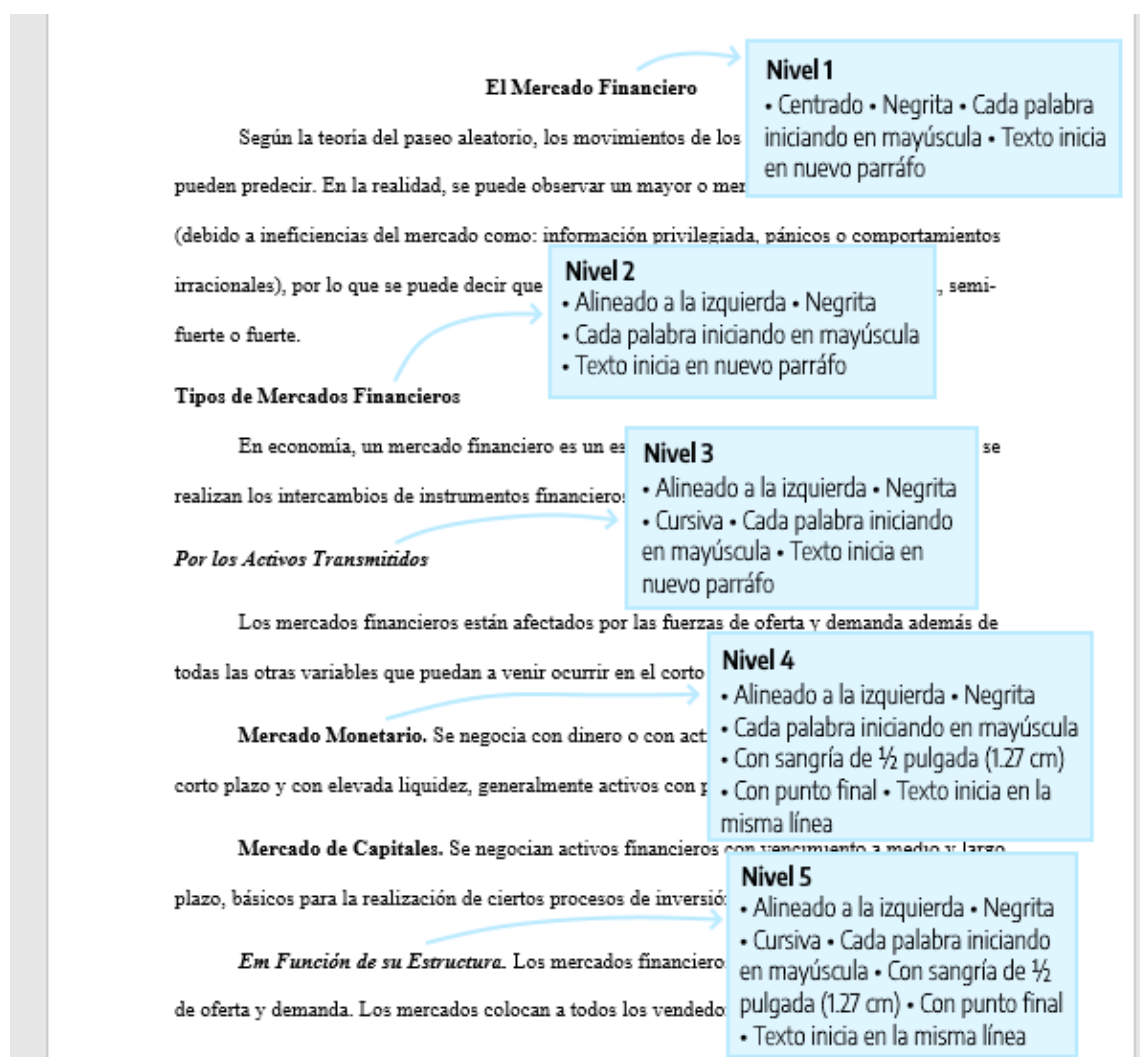 El Mercado Financiero
Nivel 1
• Centrado • Negrita • Cada palabra
iniciando en mayúscula • Texto inicia
en nuevo parráfo
Según la teoría del paseo aleatorio, los movimientos de los
pueden predecir. En la realidad, se puede observar un mayor o
(debido a ineficiencias del mercado como: información privilegiada, pánicos o comportamientos
irracionales), por lo que se puede decir que
, semi-
fuerte o fuerte.
Nivel 2
• Alineado a la izquierda • Negrita
• Cada palabra iniciando en mayúscula
• Texto inicia en nuevo parráfo
Tipos de Mercados Financieros
En economía, un mercado financiero es un
se
realizan los intercambios de instrumentos financieros
Nivel 3
• Alineado a la izquierda • Negrita
• Cursiva • Cada palabra iniciando
en mayúscula • Texto inicia en
nuevo parráfo
Por los Activos Transmitidos
Los mercados financieros están afectados por las fuerzas de oferta y demanda además de
todas las otras variables que puedan a venir ocurrir en el corto
Nivel 4
• Alineado a la izquierda • Negrita
• Cada palabra iniciando en mayúscula
• Con sangría de ½ pulgada (1.27 cm)
• Con punto final • Texto inicia en la
misma línea
Mercado Monetario. Se negocia con dinero o con
corto plazo y con elevada liquidez, generalmente activos con
Mercado de Capitales. Se negocian activos financieros con vencimiento a medio y largo
plazo, básicos para la realización de ciertos procesos de
Nivel 5
• Alineado a la izquierda • Negrita
• Cursiva • Cada palabra iniciando
en mayúscula • Con sangría de ½
pulgada (1.27 cm) • Con punto final
• Texto inicia en la misma línea
Em Función de su Estructura. Los mercados financieros
de oferta y demanda. Los mercados colocan a todos los